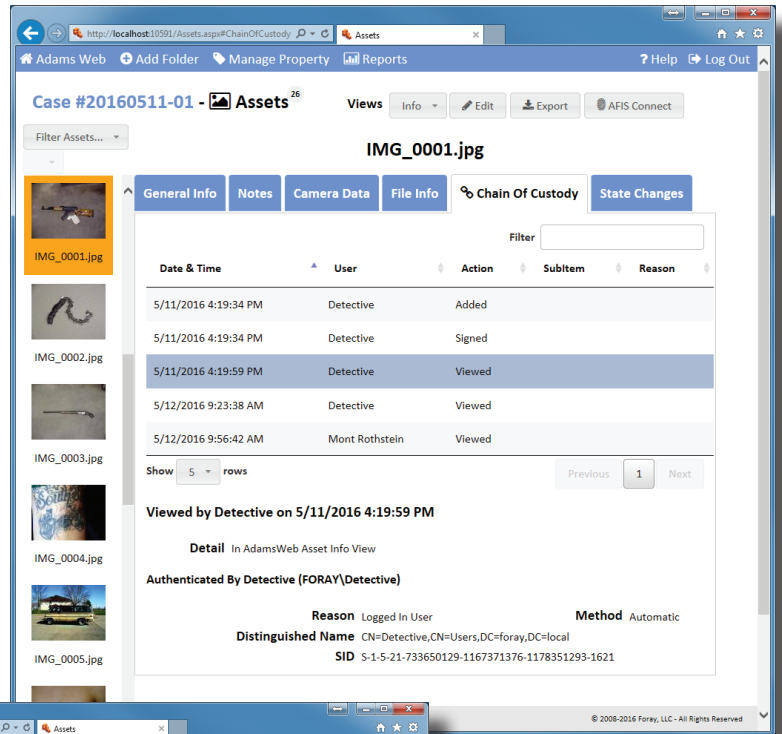 http://localhost:10591/Assets.aspx#ChainOfCustody
Assets
Adams Web Add Folder Manage Property Reports ? Help Log Out
Case #20160511-01 - Assets 26
Views Info Edit Export AFIS Connect
Filter Assets...
IMG_0001.jpg
General Info Notes Camera Data File Info Chain Of Custody State Changes
Filter
Date & Time User Action SubItem Reason
5/11/2016 4:19:34 PM Detective Added
5/11/2016 4:19:34 PM Detective Signed
5/11/2016 4:19:59 PM Detective Viewed
5/12/2016 9:23:38 AM Detective Viewed
5/12/2016 9:56:42 AM Mont Rothstein Viewed
Show 5 rows
Previous 1 Next
Viewed by Detective on 5/11/2016 4:19:59 PM
Detail In AdamsWeb Asset Info View
Authenticated By Detective (FORAY\Detective)
Reason Logged In User Method Automatic
Distinguished Name CN=Detective,CN=Users,DC=foray,DC=local
SID S-1-5-21-733650129-1167371376-1178351293-1621
IMG_0001.jpg
IMG_0002.jpg
IMG_0003.jpg
IMG_0004.jpg
IMG_0005.jpg
© 2008-2016 Foray, LLC - All Rights Reserved
Assets